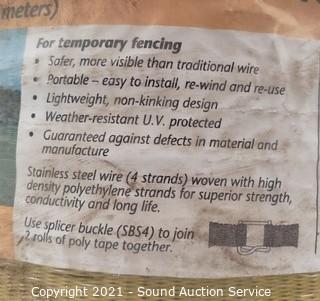 meters)
For temporary fencing
• Safer, more visible than traditional wire
• Portable – easy to install, re-wind and re-use
• Lightweight, non-kinking design
• Weather-resistant U.V. protected
• Guaranteed against defects in material and
manufacture
Stainless steel wire (4 strands) woven with high
density polyethylene strands for superior strength,
conductivity and long life.
Use splicer buckle (SBS4) to join
2 rolls of poly tape together.
Copyright 2021 - Sound Auction Service